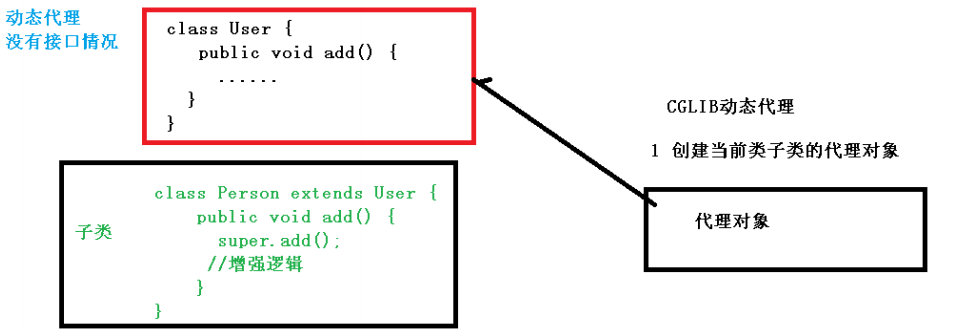 动态代理
没有接口情况
class User {
public void add() {
......
}
}
CGLIB动态代理
1 创建当前类子类的代理对象
代理对象
子类
class Person extends User {
public void add() {
super.add();
//增强逻辑
}
}